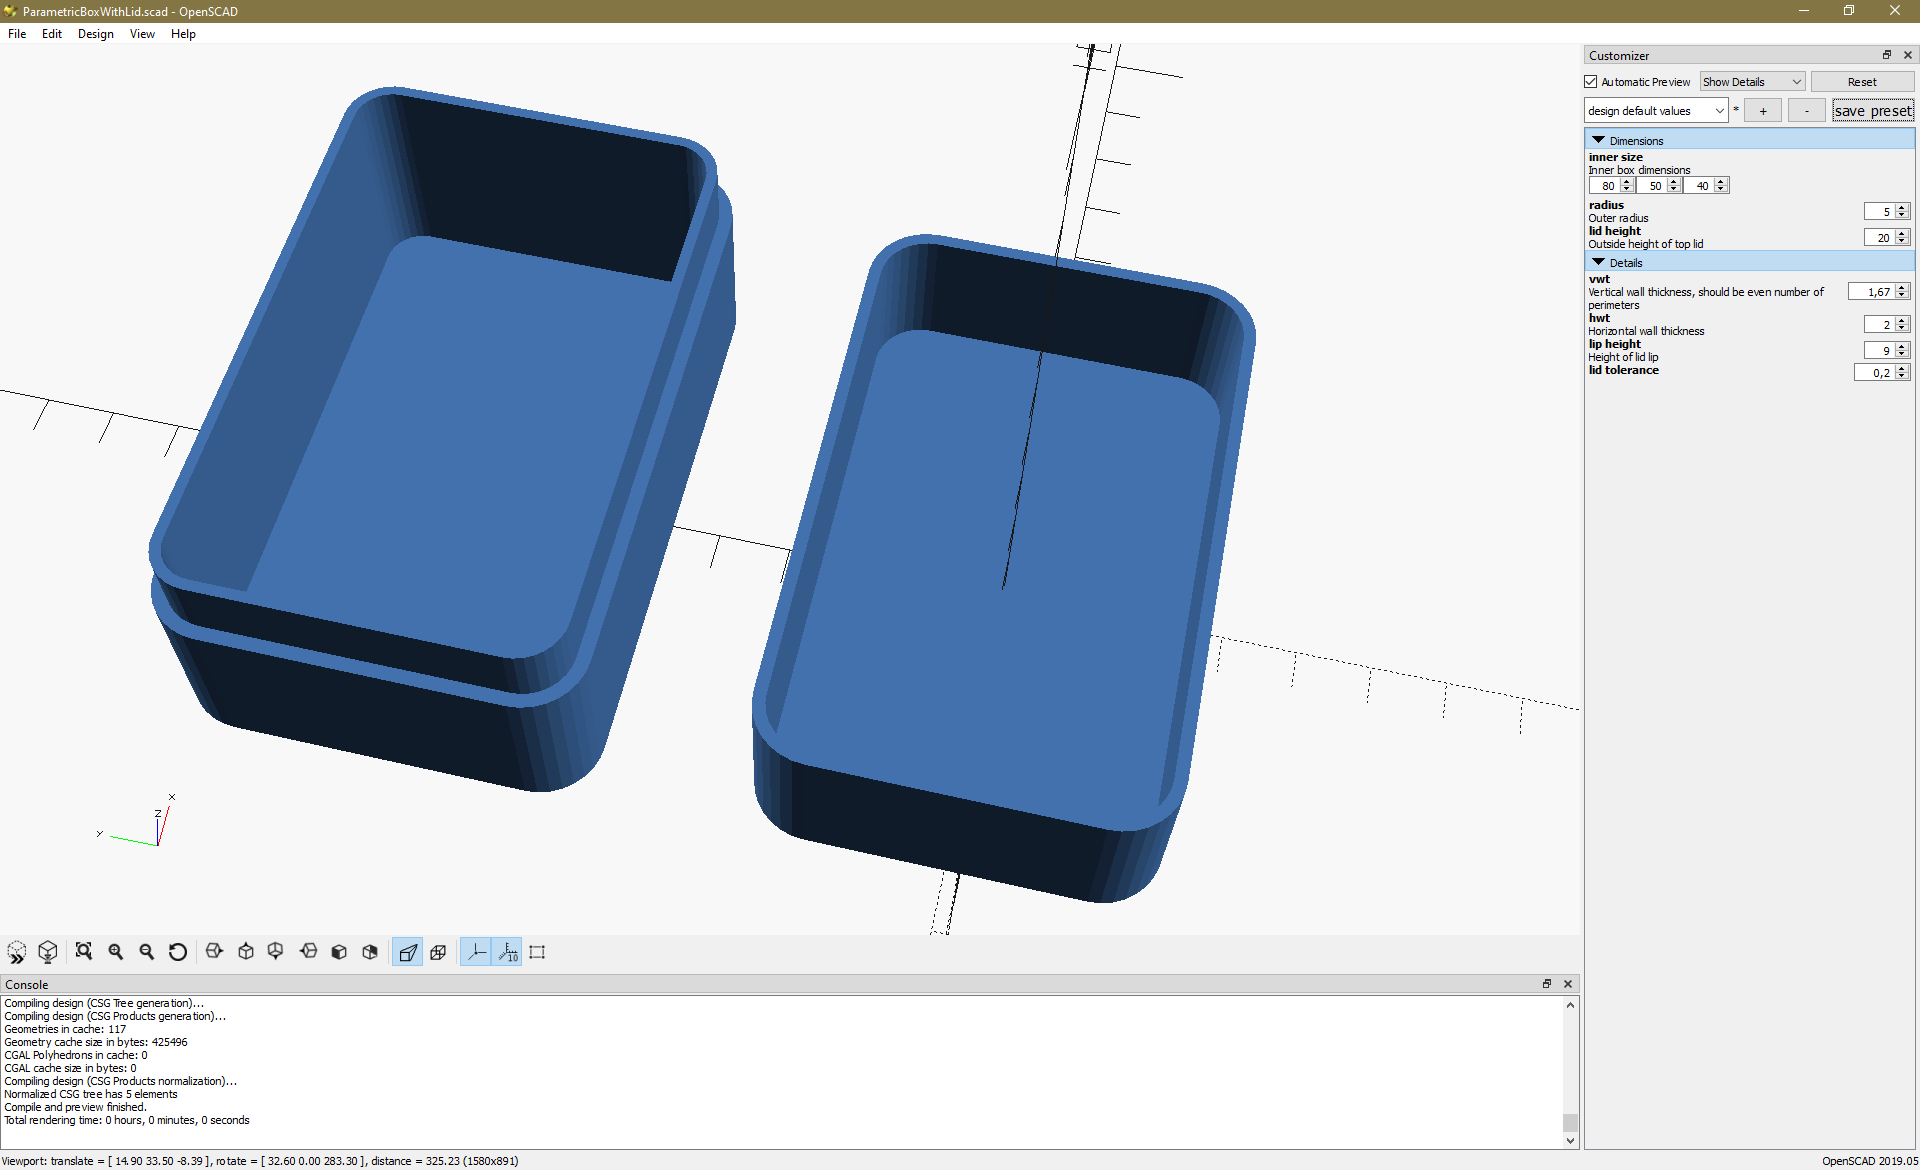 ParametricBoxWithLid.scad - OpenSCAD
File Edit Design View Help
Customizer
Automatic Preview Show Details Reset
design default values * + - save preset
Dimensions
inner size
Inner box dimensions
80 50 40
radius
Outer radius
5
lid height
Outside height of top lid
20
Details
vwt
Vertical wall thickness, should be even number of
perimeters
1,67
hwt
Horizontal wall thickness
2
lip height
Height of lid lip
9
lid tolerance
0,2
X
Z
Y
10
Console
Compiling design (CSG Tree generation)...
Compiling design (CSG Products generation)...
Geometries in cache: 117
Geometry cache size in bytes: 425496
CGAL Polyhedrons in cache: 0
CGAL cache size in bytes: 0
Compiling design (CSG Products normalization)...
Normalized CSG tree has 5 elements
Compile and preview finished.
Total rendering time: 0 hours, 0 minutes, 0 seconds
Viewport: translate = [ 14.90 33.50 -8.39 ], rotate = [ 32.60 0.00 283.30 ], distance = 325.23 (1580x891)
OpenSCAD 2019.05